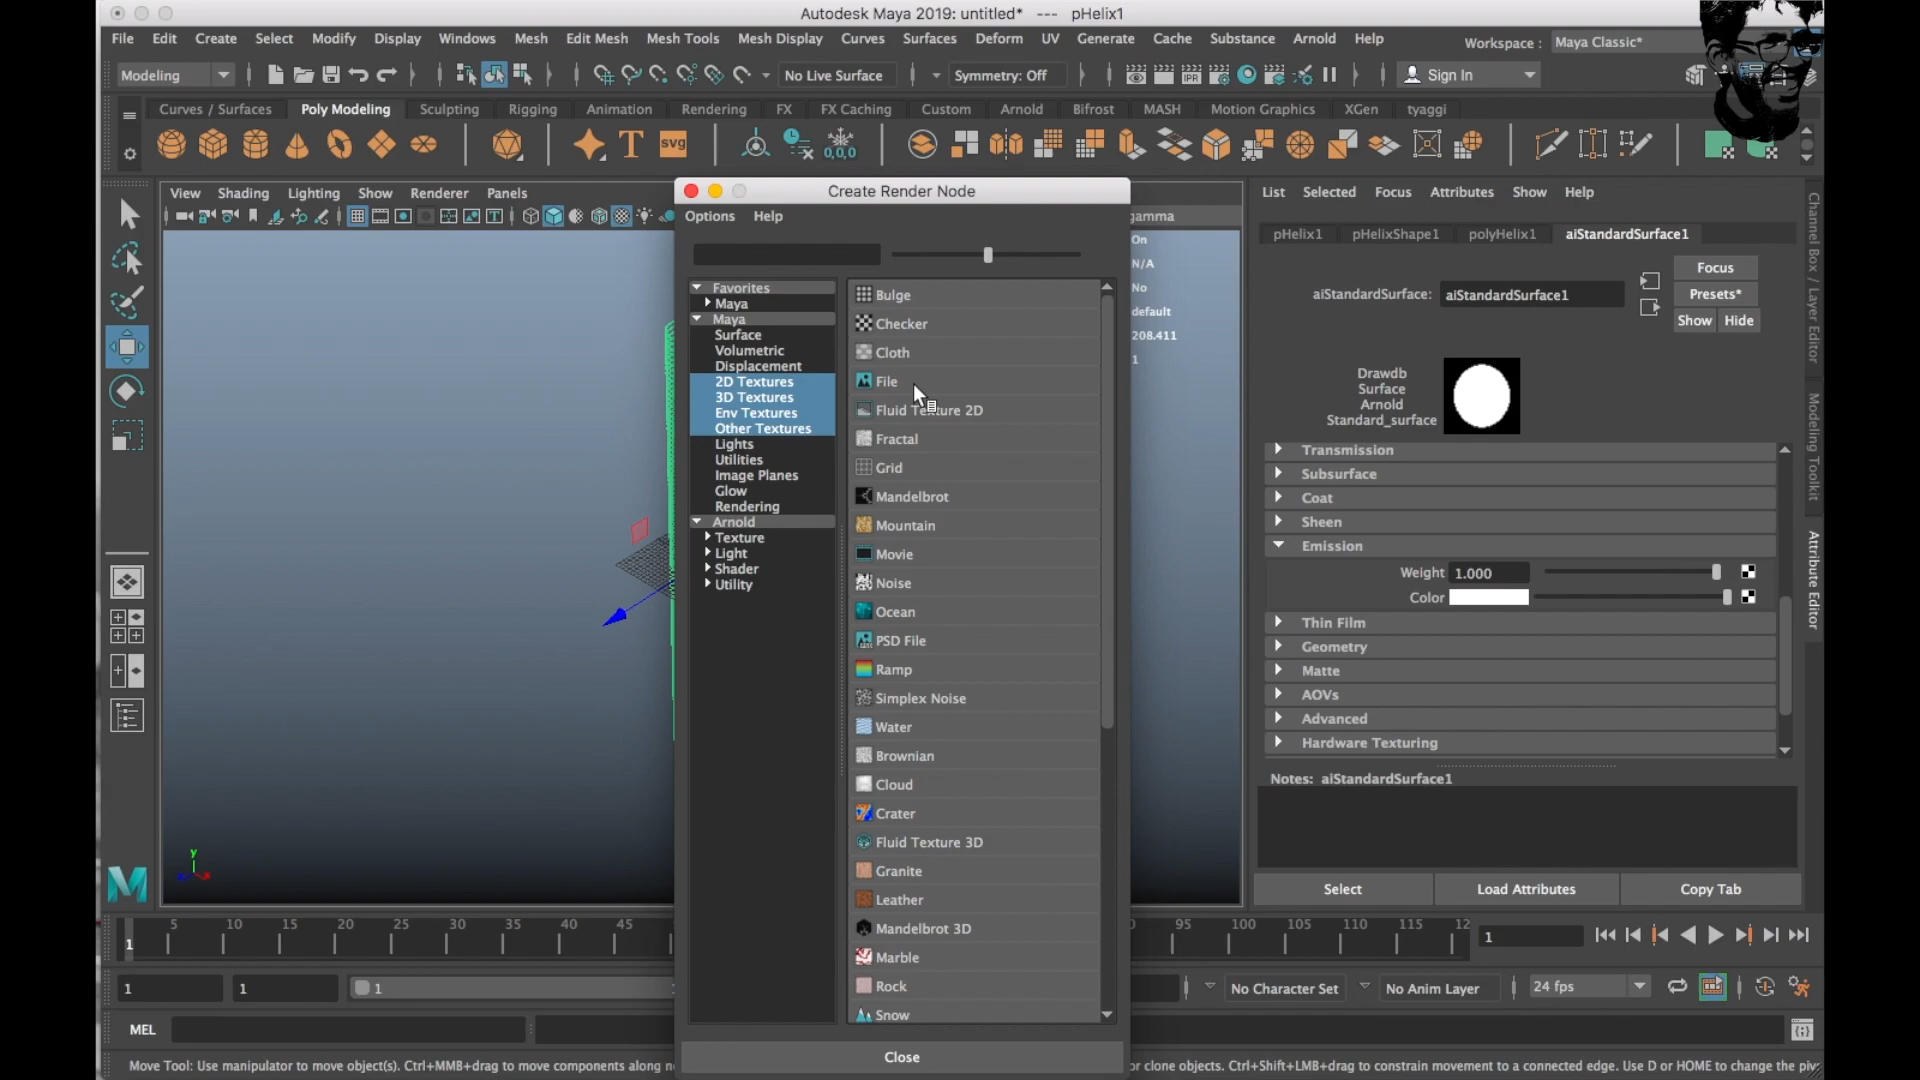 Autodesk Maya 2019: untitled* --- pHelix1
File Edit Create Select Modify Display Windows Mesh Edit Mesh Mesh Tools Mesh Display Curves Surfaces Deform UV Generate Cache Substance Arnold Help Workspace : Maya Classic*
Modeling No Live Surface Symmetry: Off IPR Sign In
Curves / Surfaces Poly Modeling Sculpting Rigging Animation Rendering FX FX Caching Custom Arnold Bifrost MASH Motion Graphics XGen tyaggi
T svg 0,0,0
View Shading Lighting Show Renderer Panels
gamma
On
N/A
No
default
208.411
1
y
Create Render Node
Options Help
Favorites
Maya
Maya
Surface
Volumetric
Displacement
2D Textures
3D Textures
Env Textures
Other Textures
Lights
Utilities
Image Planes
Glow
Rendering
Arnold
Texture
Light
Shader
Utility
Bulge
Checker
Cloth
File
Fluid Texture 2D
Fractal
Grid
Mandelbrot
Mountain
Movie
Noise
Ocean
PSD File
Ramp
Simplex Noise
Water
Brownian
Cloud
Crater
Fluid Texture 3D
Granite
Leather
Mandelbrot 3D
Marble
Rock
Snow
Close
List Selected Focus Attributes Show Help
pHelix1 pHelixShape1 polyHelix1 aiStandardSurface1
aiStandardSurface: aiStandardSurface1
Focus
Presets*
Show Hide
Drawdb
Surface
Arnold
Standard_surface
Transmission
Subsurface
Coat
Sheen
Emission
Weight 1.000
Color
Thin Film
Geometry
Matte
AOVs
Advanced
Hardware Texturing
Notes: aiStandardSurface1
Select Load Attributes Copy Tab
Channel Box / Layer Editor
Modeling Toolkit
Attribute Editor
5 10 15 20 25 30 35 40 45 95 100 105 110 115 12
1 1
1 1 1 No Character Set No Anim Layer 24 fps
MEL
Move Tool: Use manipulator to move object(s). Ctrl+MMB+drag to move components along n or clone objects. Ctrl+Shift+LMB+drag to constrain movement to a connected edge. Use D or HOME to change the piv